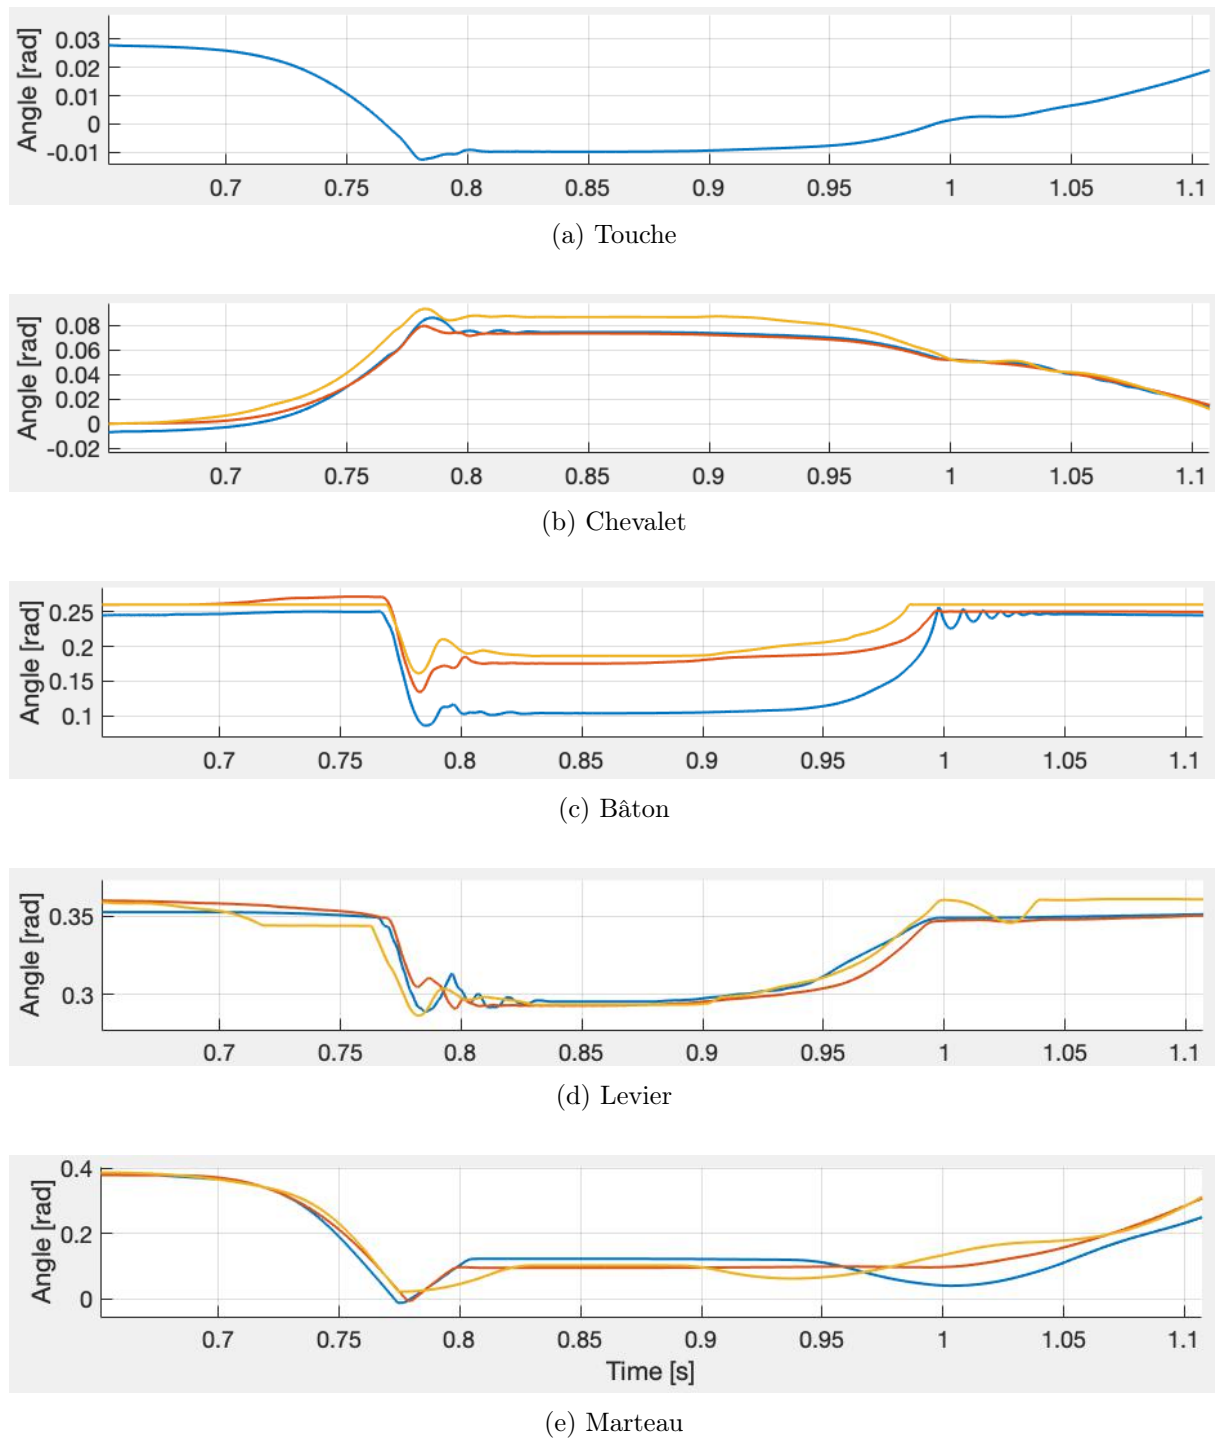 Angle [rad]
0.03
0.02
0.01
0
-0.01
0.7 0.75 0.8 0.85 0.9 0.95 1 1.05 1.1
(a) Touche
Angle [rad]
0.08
0.06
0.04
0.02
0
-0.02
0.7 0.75 0.8 0.85 0.9 0.95 1 1.05 1.1
(b) Chevalet
Angle [rad]
0.25
0.2
0.15
0.1
0.7 0.75 0.8 0.85 0.9 0.95 1 1.05 1.1
(c) Bâton
Angle [rad]
0.35
0.3
0.7 0.75 0.8 0.85 0.9 0.95 1 1.05 1.1
(d) Levier
Angle [rad]
0.4
0.2
0
0.7 0.75 0.8 0.85 0.9 0.95 1 1.05 1.1
Time [s]
(e) Marteau